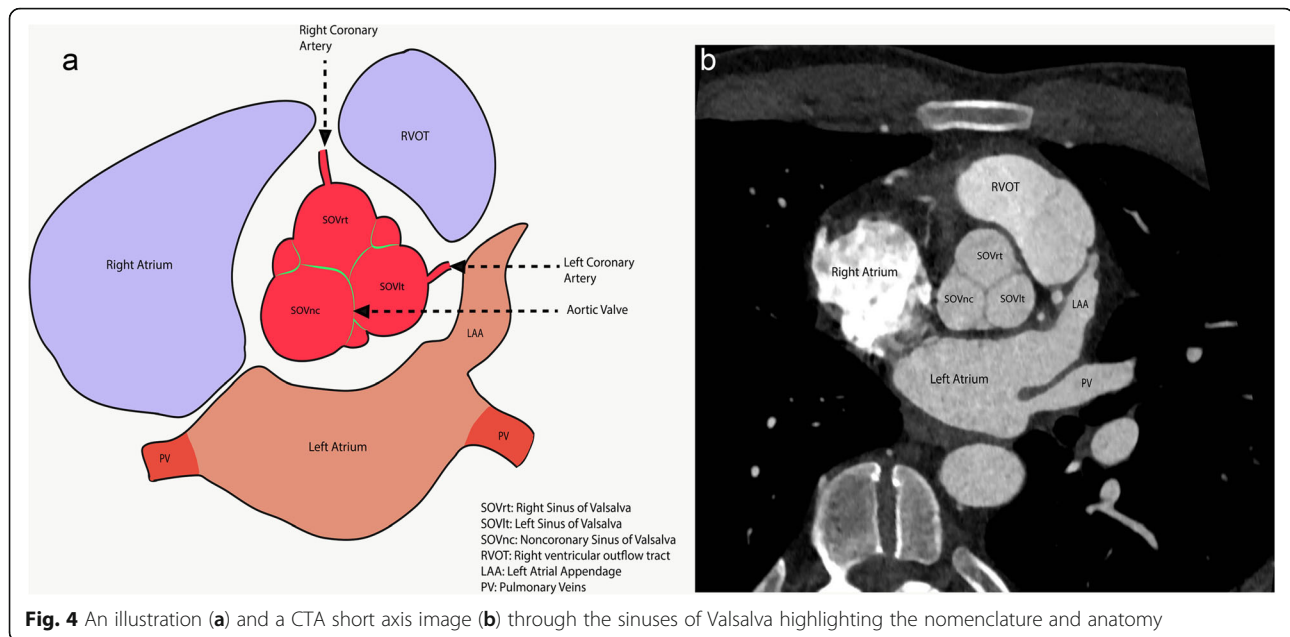 a
Right Coronary
Artery
RVOT
SOVrt
Right Atrium
Left Coronary
Artery
SOVlt
SOVnc
Aortic Valve
LAA
Left Atrium
PV
PV
SOVrt: Right Sinus of Valsalva
SOVlt: Left Sinus of Valsalva
SOVnc: Noncoronary Sinus of Valsalva
RVOT: Right ventricular outflow tract
LAA: Left Atrial Appendage
PV: Pulmonary Veins
b
RVOT
SOVrt
Right Atrium
SOVnc
SOVlt
LAA
Left Atrium
PV
Fig. 4 An illustration (a) and a CTA short axis image (b) through the sinuses of Valsalva highlighting the nomenclature and anatomy